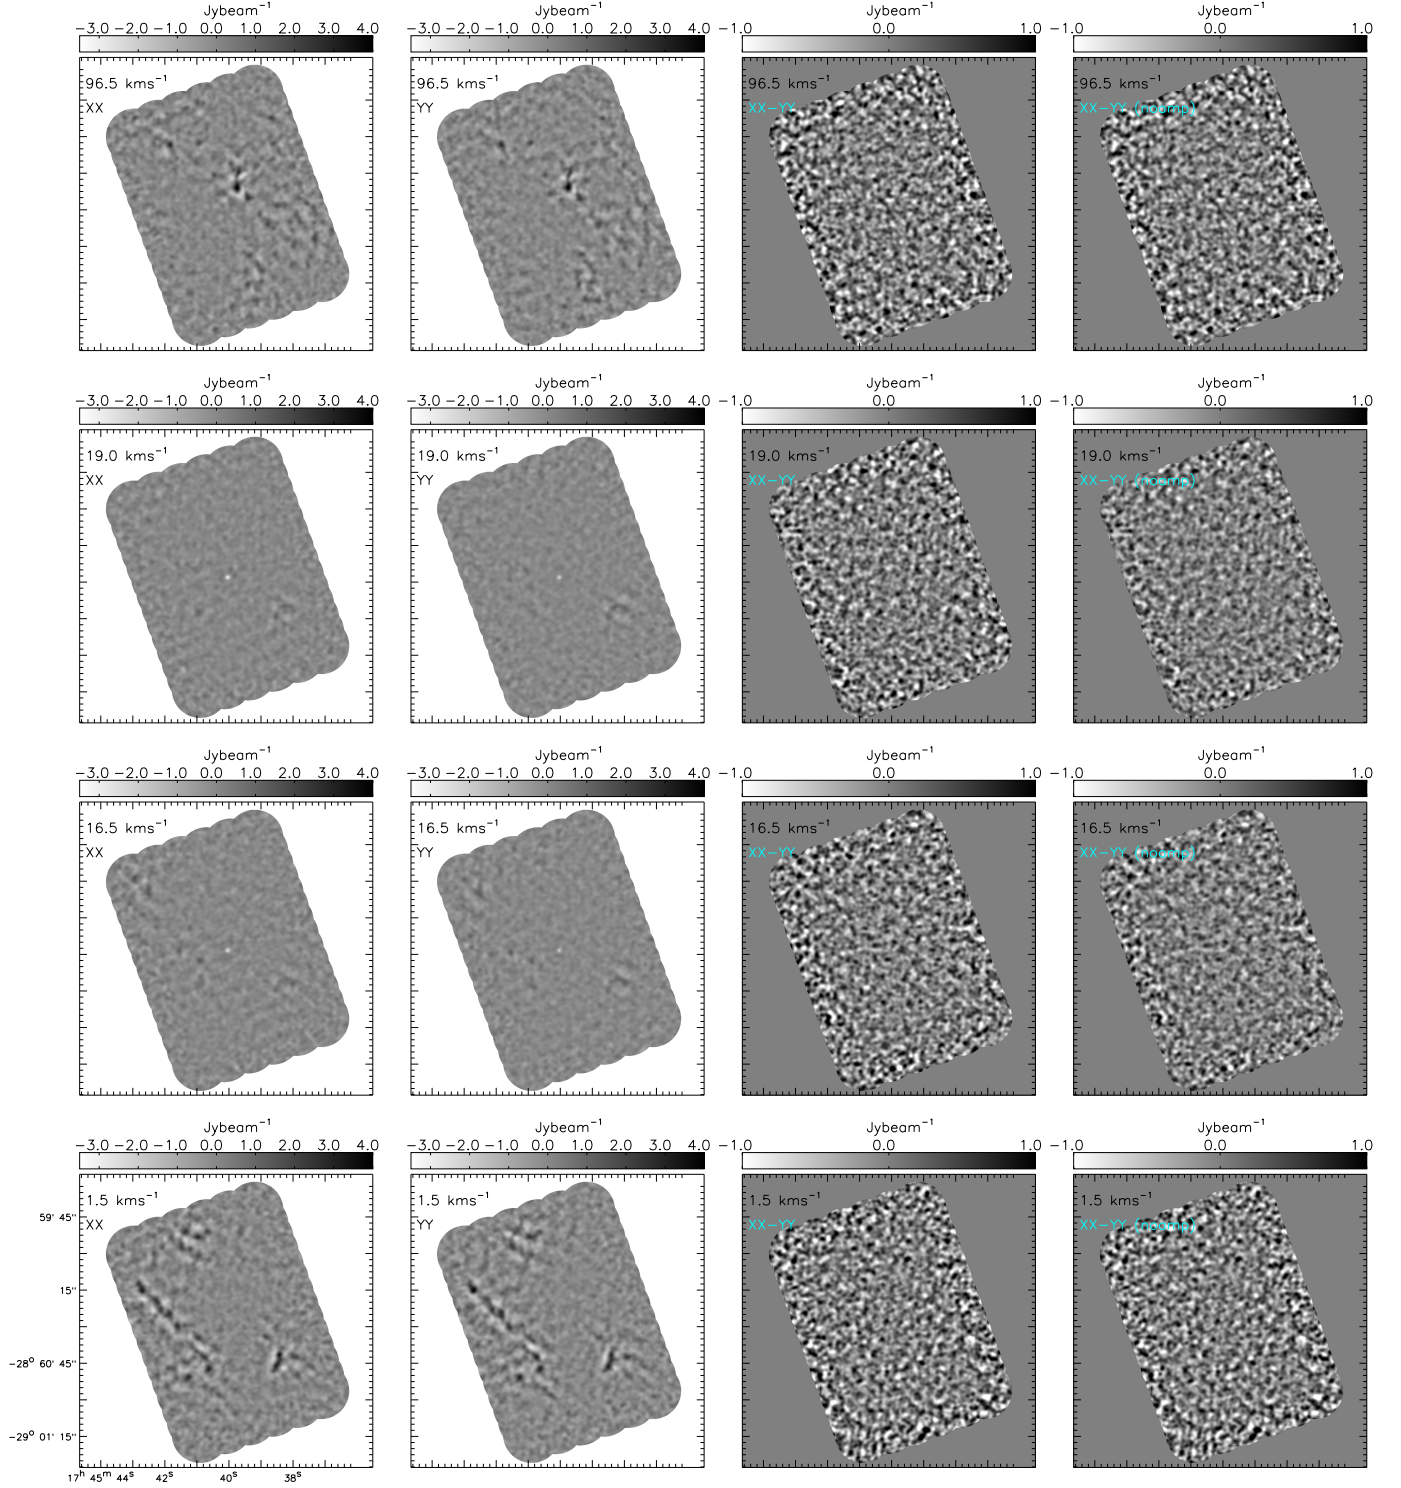 Jybeam⁻¹ Jybeam⁻¹ Jybeam⁻¹ Jybeam⁻¹
−3.0 −2.0 −1.0 0.0 1.0 2.0 3.0 4.0 −3.0 −2.0 −1.0 0.0 1.0 2.0 3.0 4.0 −1.0 0.0 1.0 −1.0 0.0 1.0
96.5 kms⁻¹ 96.5 kms⁻¹ 96.5 kms⁻¹ 96.5 kms⁻¹
XX YY XX−YY XX−YY (noamp)
Jybeam⁻¹ Jybeam⁻¹ Jybeam⁻¹ Jybeam⁻¹
−3.0 −2.0 −1.0 0.0 1.0 2.0 3.0 4.0 −3.0 −2.0 −1.0 0.0 1.0 2.0 3.0 4.0 −1.0 0.0 1.0 −1.0 0.0 1.0
19.0 kms⁻¹ 19.0 kms⁻¹ 19.0 kms⁻¹ 19.0 kms⁻¹
XX YY XX−YY XX−YY (noamp)
Jybeam⁻¹ Jybeam⁻¹ Jybeam⁻¹ Jybeam⁻¹
−3.0 −2.0 −1.0 0.0 1.0 2.0 3.0 4.0 −3.0 −2.0 −1.0 0.0 1.0 2.0 3.0 4.0 −1.0 0.0 1.0 −1.0 0.0 1.0
16.5 kms⁻¹ 16.5 kms⁻¹ 16.5 kms⁻¹ 16.5 kms⁻¹
XX YY XX−YY XX−YY (noamp)
Jybeam⁻¹ Jybeam⁻¹ Jybeam⁻¹ Jybeam⁻¹
−3.0 −2.0 −1.0 0.0 1.0 2.0 3.0 4.0 −3.0 −2.0 −1.0 0.0 1.0 2.0 3.0 4.0 −1.0 0.0 1.0 −1.0 0.0 1.0
1.5 kms⁻¹ 1.5 kms⁻¹ 1.5 kms⁻¹ 1.5 kms⁻¹
59' 45"
XX YY XX−YY XX−YY (noamp)
15"
−28° 60' 45"
−29° 01' 15"
17ʰ 45ᵐ 44ˢ 42ˢ 40ˢ 38ˢ